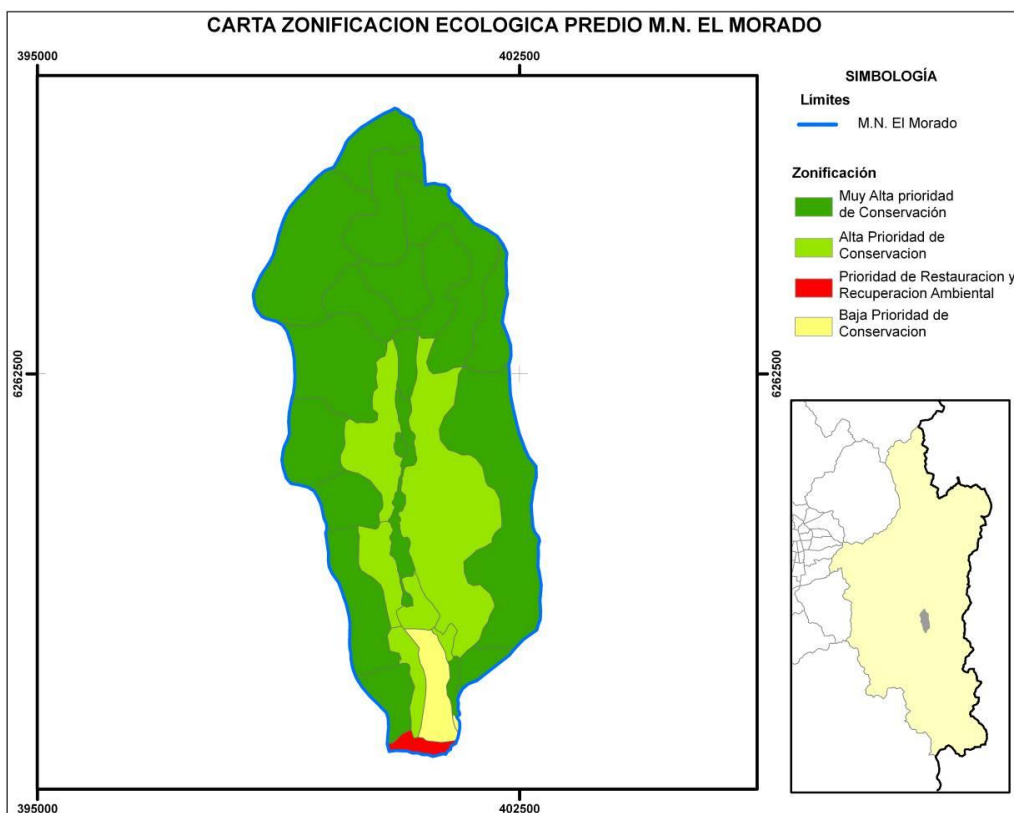 CARTA ZONIFICACION ECOLOGICA PREDIO M.N. EL MORADO
395000
402500
6262500
6262500
395000
402500
SIMBOLOGÍA
Límites
M.N. El Morado
Zonificación
Muy Alta prioridad
de Conservación
Alta Prioridad de
Conservacion
Prioridad de Restauracion y
Recuperacion Ambiental
Baja Prioridad de
Conservacion